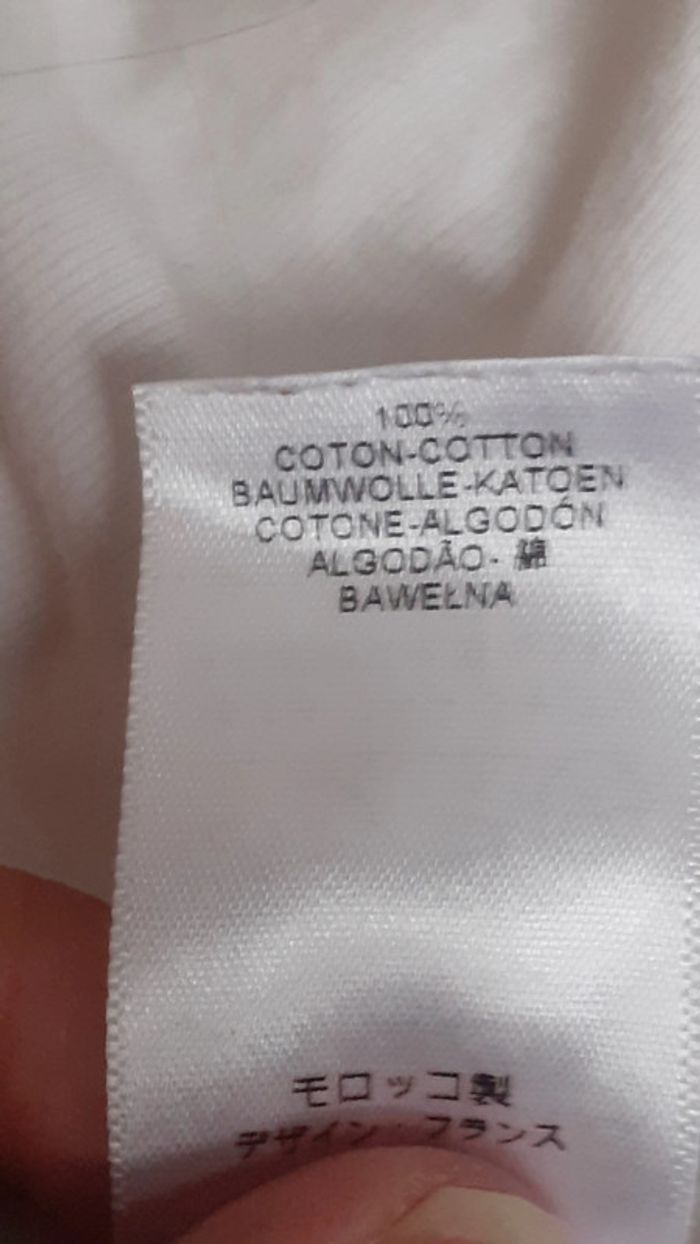 100%
COTON-COTTON
BAUMWOLLE-KATOEN
COTONE-ALGODÓN
ALGODÃO- 綿
BAWEŁNA
モロッコ製
デザイン・フランス